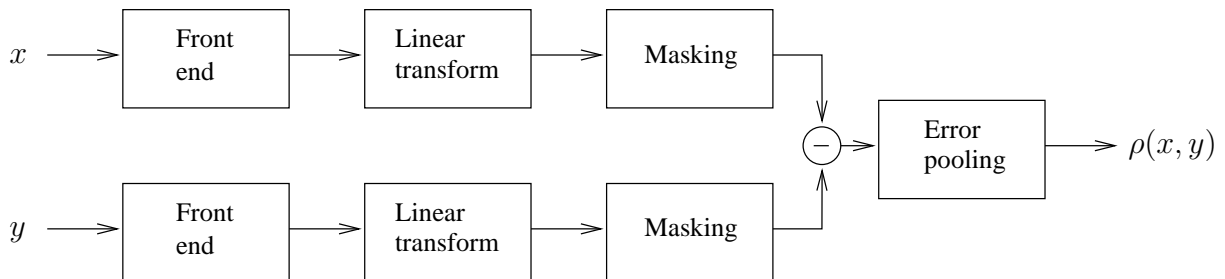 x
Front
end
Linear
transform
Masking
−
Error
pooling
ρ(x, y)
y
Front
end
Linear
transform
Masking